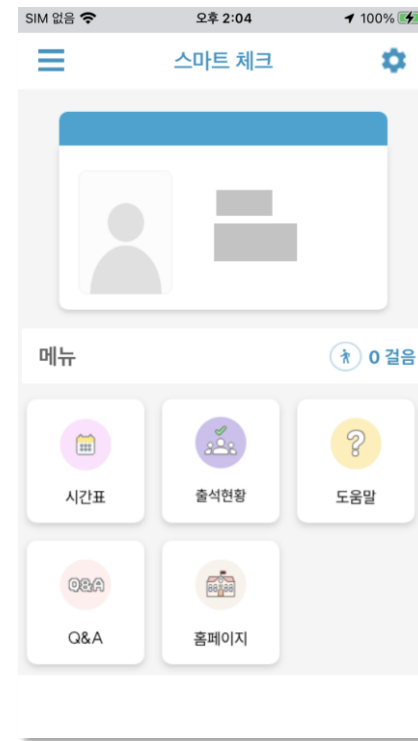 SIM 없음 오후 2:04 100%
스마트 체크
메뉴 0 걸음
시간표 출석현황 도움말
Q&A
Q&A 홈페이지